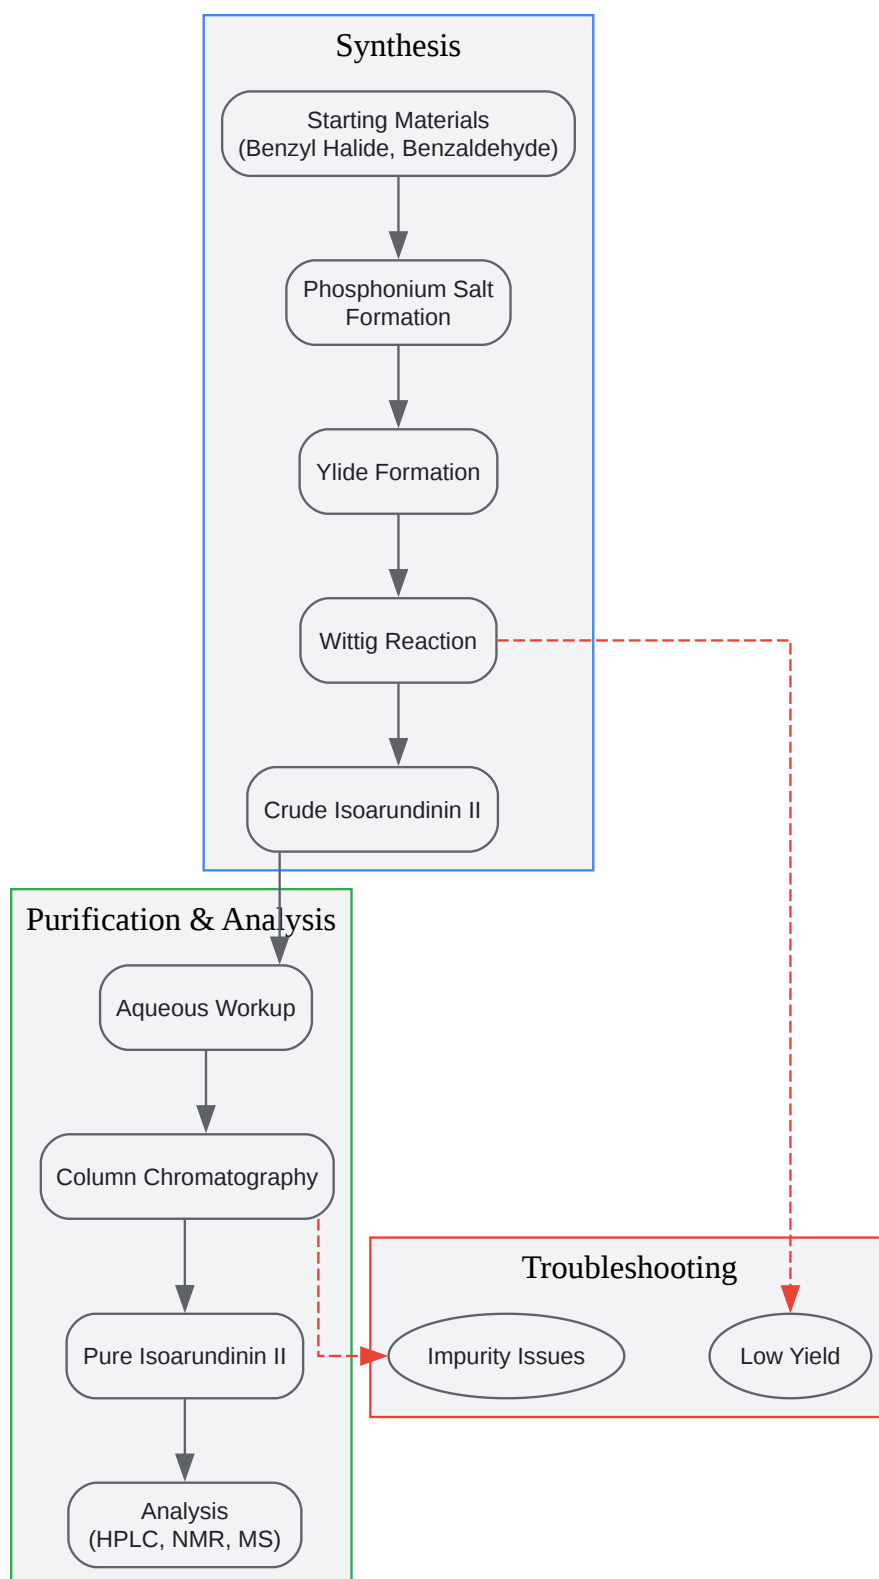 Synthesis
Starting Materials
(Benzyl Halide, Benzaldehyde)
Phosphonium Salt
Formation
Ylide Formation
Wittig Reaction
Crude Isoarundinin II
Purification & Analysis
Aqueous Workup
Column Chromatography
Pure Isoarundinin II
Analysis
(HPLC, NMR, MS)
Troubleshooting
Impurity Issues
Low Yield